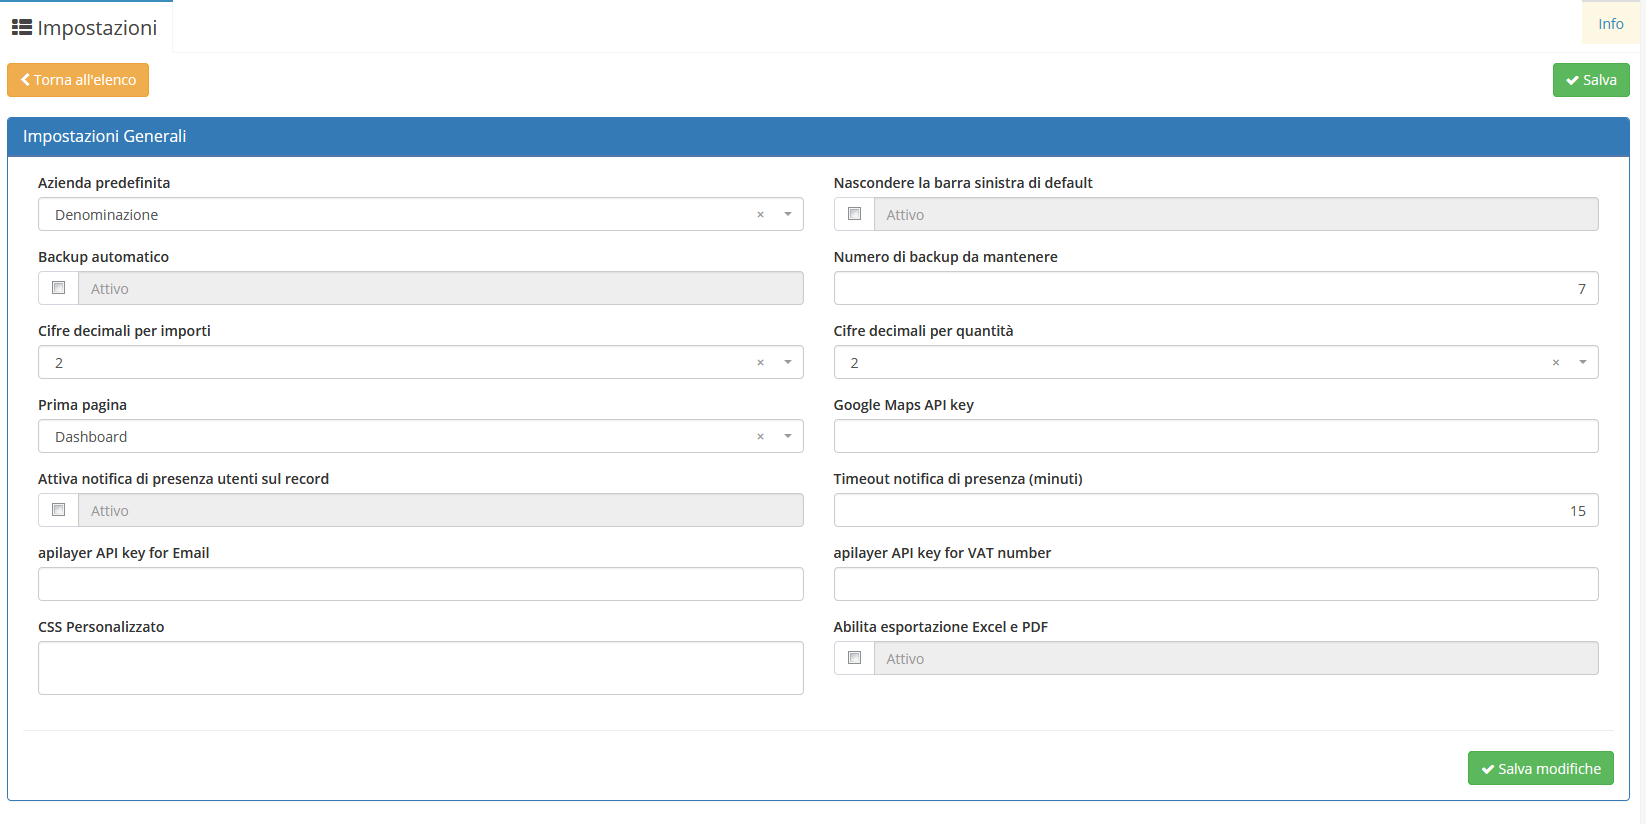 Impostazioni
Info
Torna all'elenco
Salva
Impostazioni Generali
Azienda predefinita
Nascondere la barra sinistra di default
Denominazione
×
Attivo
Backup automatico
Numero di backup da mantenere
Attivo
7
Cifre decimali per importi
Cifre decimali per quantità
2
×
2
×
Prima pagina
Google Maps API key
Dashboard
×
Attiva notifica di presenza utenti sul record
Timeout notifica di presenza (minuti)
Attivo
15
apilayer API key for Email
apilayer API key for VAT number
CSS Personalizzato
Abilita esportazione Excel e PDF
Attivo
Salva modifiche